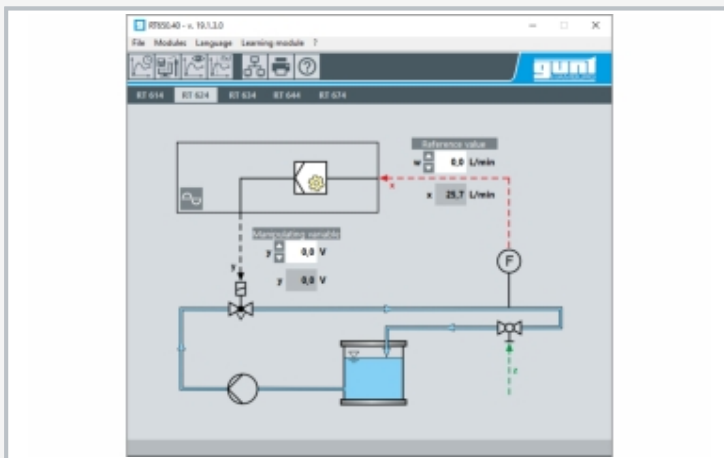 RT650.40 - v. 19.1.3.0
File Modules Language Learning module ?
gunt
RT 614 RT 624 RT 634 RT 644 RT 674
Reference value
w 0,0 L/min
x
x 25,7 L/min
Manipulating variable
y 0,0 V
y
y 0,0 V
F
z